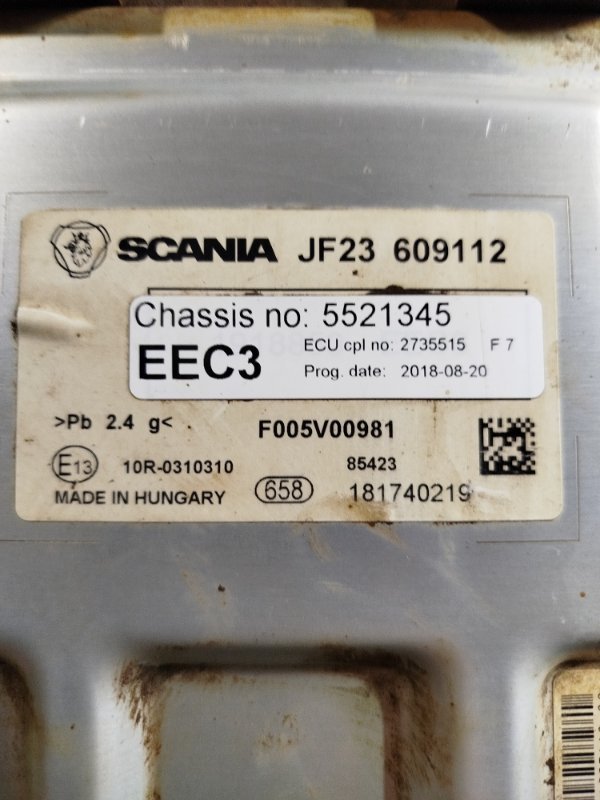 SCANIA JF23 609112
Chassis no: 5521345
EEC3 ECU cpl no: 2735515 F 7
Prog. date: 2018-08-20
>Pb 2.4 g< F005V00981
E13 10R-0310310 85423
MADE IN HUNGARY 658 181740219